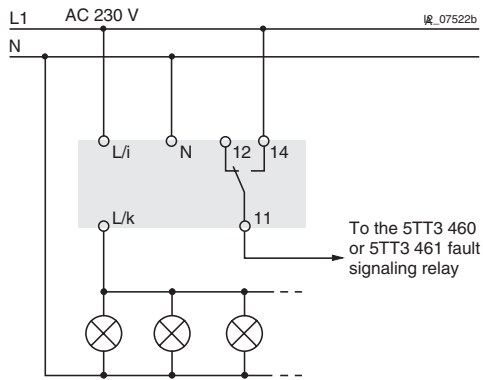 L1 AC 230 V I2_07522b
N
L/i N 12 14
L/k 11
To the 5TT3 460
or 5TT3 461 fault
signaling relay